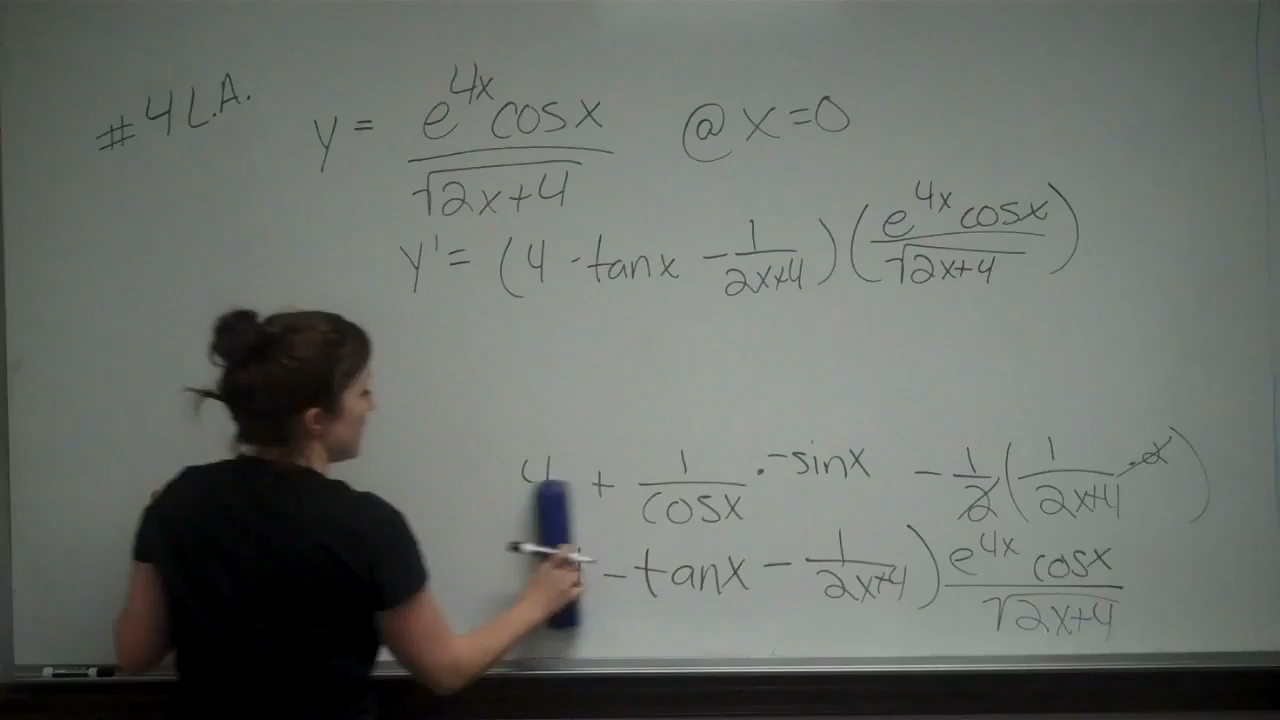 #4 L.A. y = e^{4x} cos x / √(2x+4) @ x=0
y' = (4 - tan x - 1/(2x+4)) (e^{4x} cos x / √(2x+4))
4 + 1/cos x · -sin x - 1/2 (1/(2x+4) · 2)
- tan x - 1/(2x+4)) e^{4x} cos x / √(2x+4)